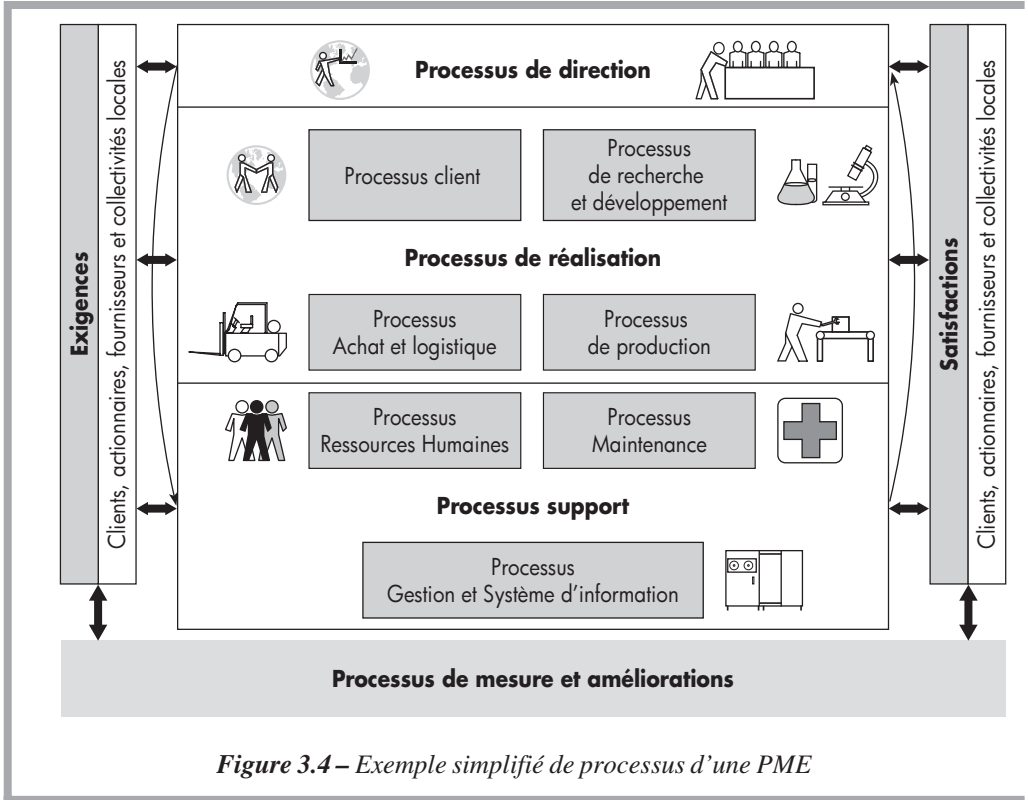 Exigences
Clients, actionnaires, fournisseurs et collectivités locales
Processus de direction
Processus client
Processus
de recherche
et développement
Processus de réalisation
Processus
Achat et logistique
Processus
de production
Processus
Ressources Humaines
Processus
Maintenance
Processus support
Processus
Gestion et Système d'information
Satisfactions
Clients, actionnaires, fournisseurs et collectivités locales
Processus de mesure et améliorations
Figure 3.4 – Exemple simplifié de processus d'une PME